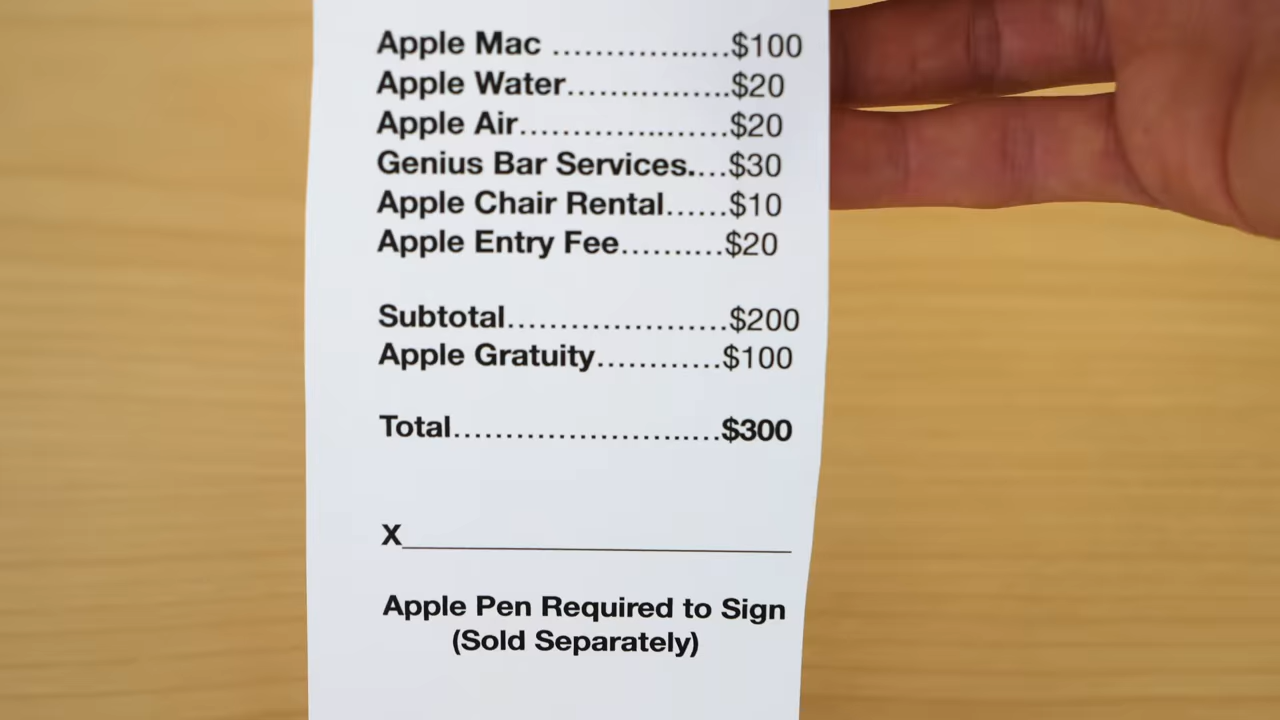 Apple Mac ..................$100
Apple Water................$20
Apple Air.....................$20
Genius Bar Services....$30
Apple Chair Rental......$10
Apple Entry Fee..........$20
Subtotal......................$200
Apple Gratuity............$100
Total..........................$300
X____________________________
Apple Pen Required to Sign
(Sold Separately)